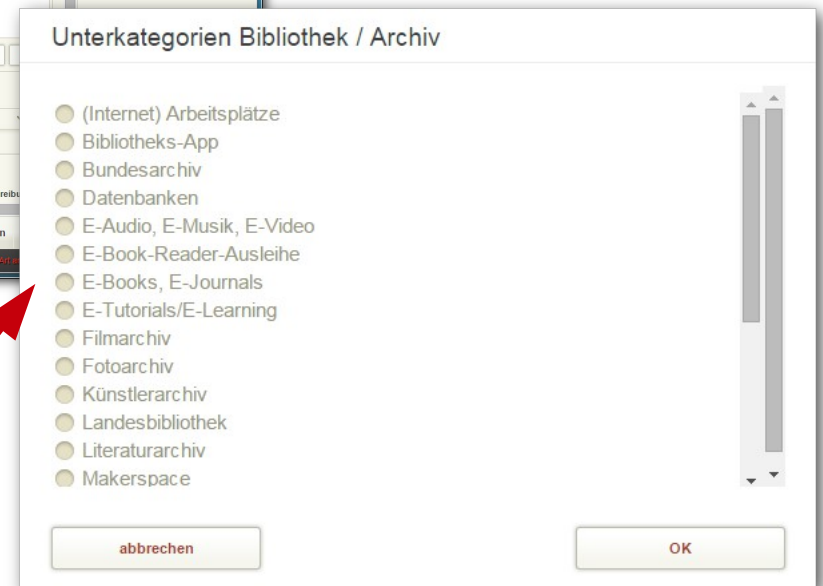 Unterkategorien Bibliothek / Archiv
(Internet) Arbeitsplätze
Bibliotheks-App
Bundesarchiv
Datenbanken
E-Audio, E-Musik, E-Video
E-Book-Reader-Ausleihe
E-Books, E-Journals
E-Tutorials/E-Learning
Filmarchiv
Fotoarchiv
Künstlerarchiv
Landesbibliothek
Literaturarchiv
Makerspace
abbrechen
OK